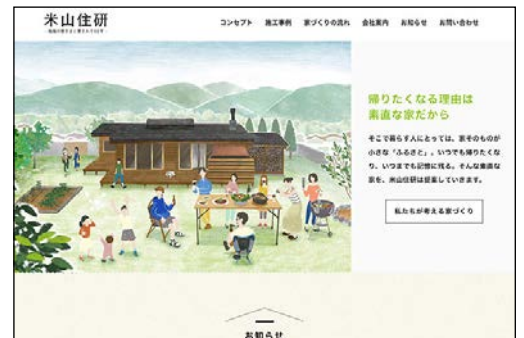 米山住研
コンセプト 施工事例 家づくりの流れ 会社案内 お知らせ お問い合わせ
帰りたくなる理由は
素直な家だから
そこで暮らす人にとっては、家そのものが
小さな「ふるさと」。いつでも帰りたくな
り、いつまでも記憶に残る。そんな素直な
家を、米山住研は提案していきます。
私たちが考える家づくり
お知らせ